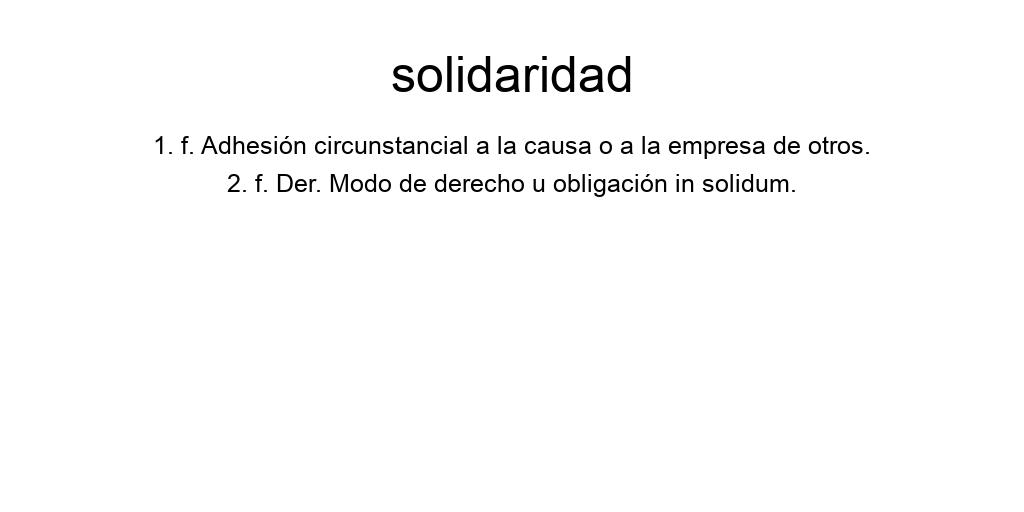 solidaridad
1. f. Adhesión circunstancial a la causa o a la empresa de otros.
2. f. Der. Modo de derecho u obligación in solidum.